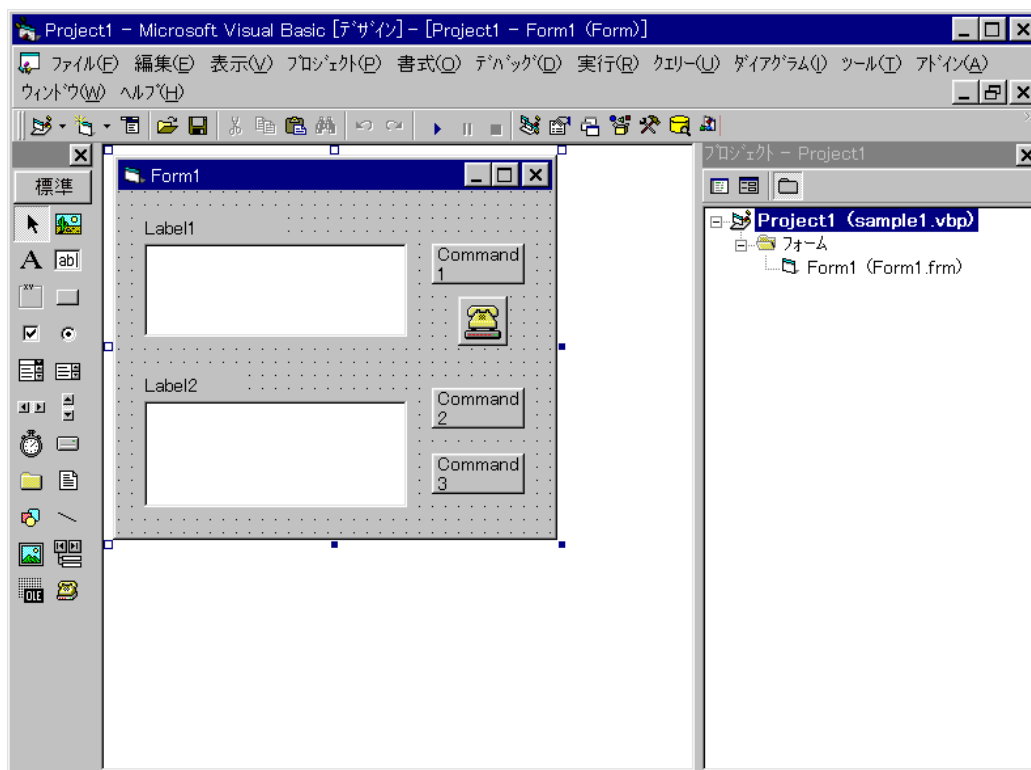 Project1 - Microsoft Visual Basic [ﾃﾞｻﾞｲﾝ] - [Project1 - Form1 (Form)]
ﾌｧｲﾙ(F) 編集(E) 表示(V) ﾌﾟﾛｼﾞｪｸﾄ(P) 書式(O) ﾃﾞﾊﾞｯｸﾞ(D) 実行(R) ｸｴﾘｰ(U) ﾀﾞｲｱｸﾞﾗﾑ(I) ﾂｰﾙ(T) ｱﾄﾞｲﾝ(A)
ｳｨﾝﾄﾞｳ(W) ﾍﾙﾌﾟ(H)
標準
A
ab
XY
OLE
Form1
Label1
Command
1
Label2
Command
2
Command
3
ﾌﾟﾛｼﾞｪｸﾄ - Project1
Project1 (sample1.vbp)
ﾌｫｰﾑ
Form1 (Form1.frm)